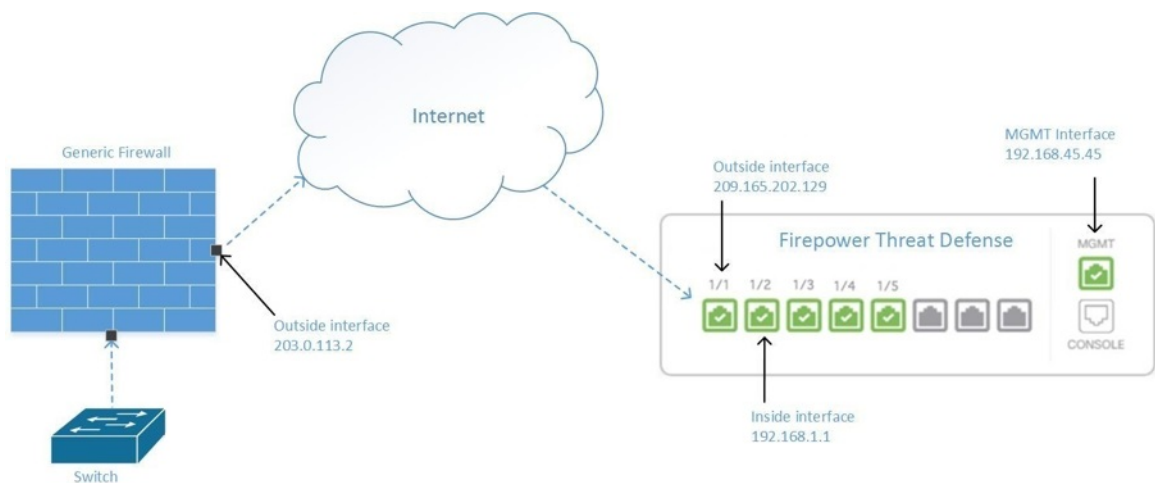 Internet
Generic Firewall
Outside interface
203.0.113.2
Switch
MGMT Interface
192.168.45.45
Outside interface
209.165.202.129
Firepower Threat Defense
MGMT
1/1 1/2 1/3 1/4 1/5
CONSOLE
Inside interface
192.168.1.1